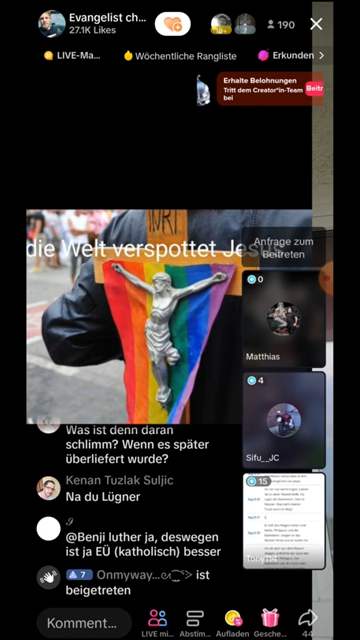 Evangelist ch...
27.1K Likes
190
LIVE-Ma...
Wöchentliche Rangliste
Erkunden
Erhalte Belohnungen
Tritt dem Creator*in-Team
bei
Beitr
die Welt verspottet Jesus
Anfrage zum
Beitreten
0
Matthias
4
Sifu__JC
15
Was ist denn daran
schlimm? Wenn es später
überliefert wurde?
Kenan Tuzlak Suljic
Na du Lügner
@Benji luther ja, deswegen
ist ja EÜ (katholisch) besser
7 Onmyway... ist
beigetreten
Komment...
LIVE mi...
Abstim...
Aufladen
Gesche...
44